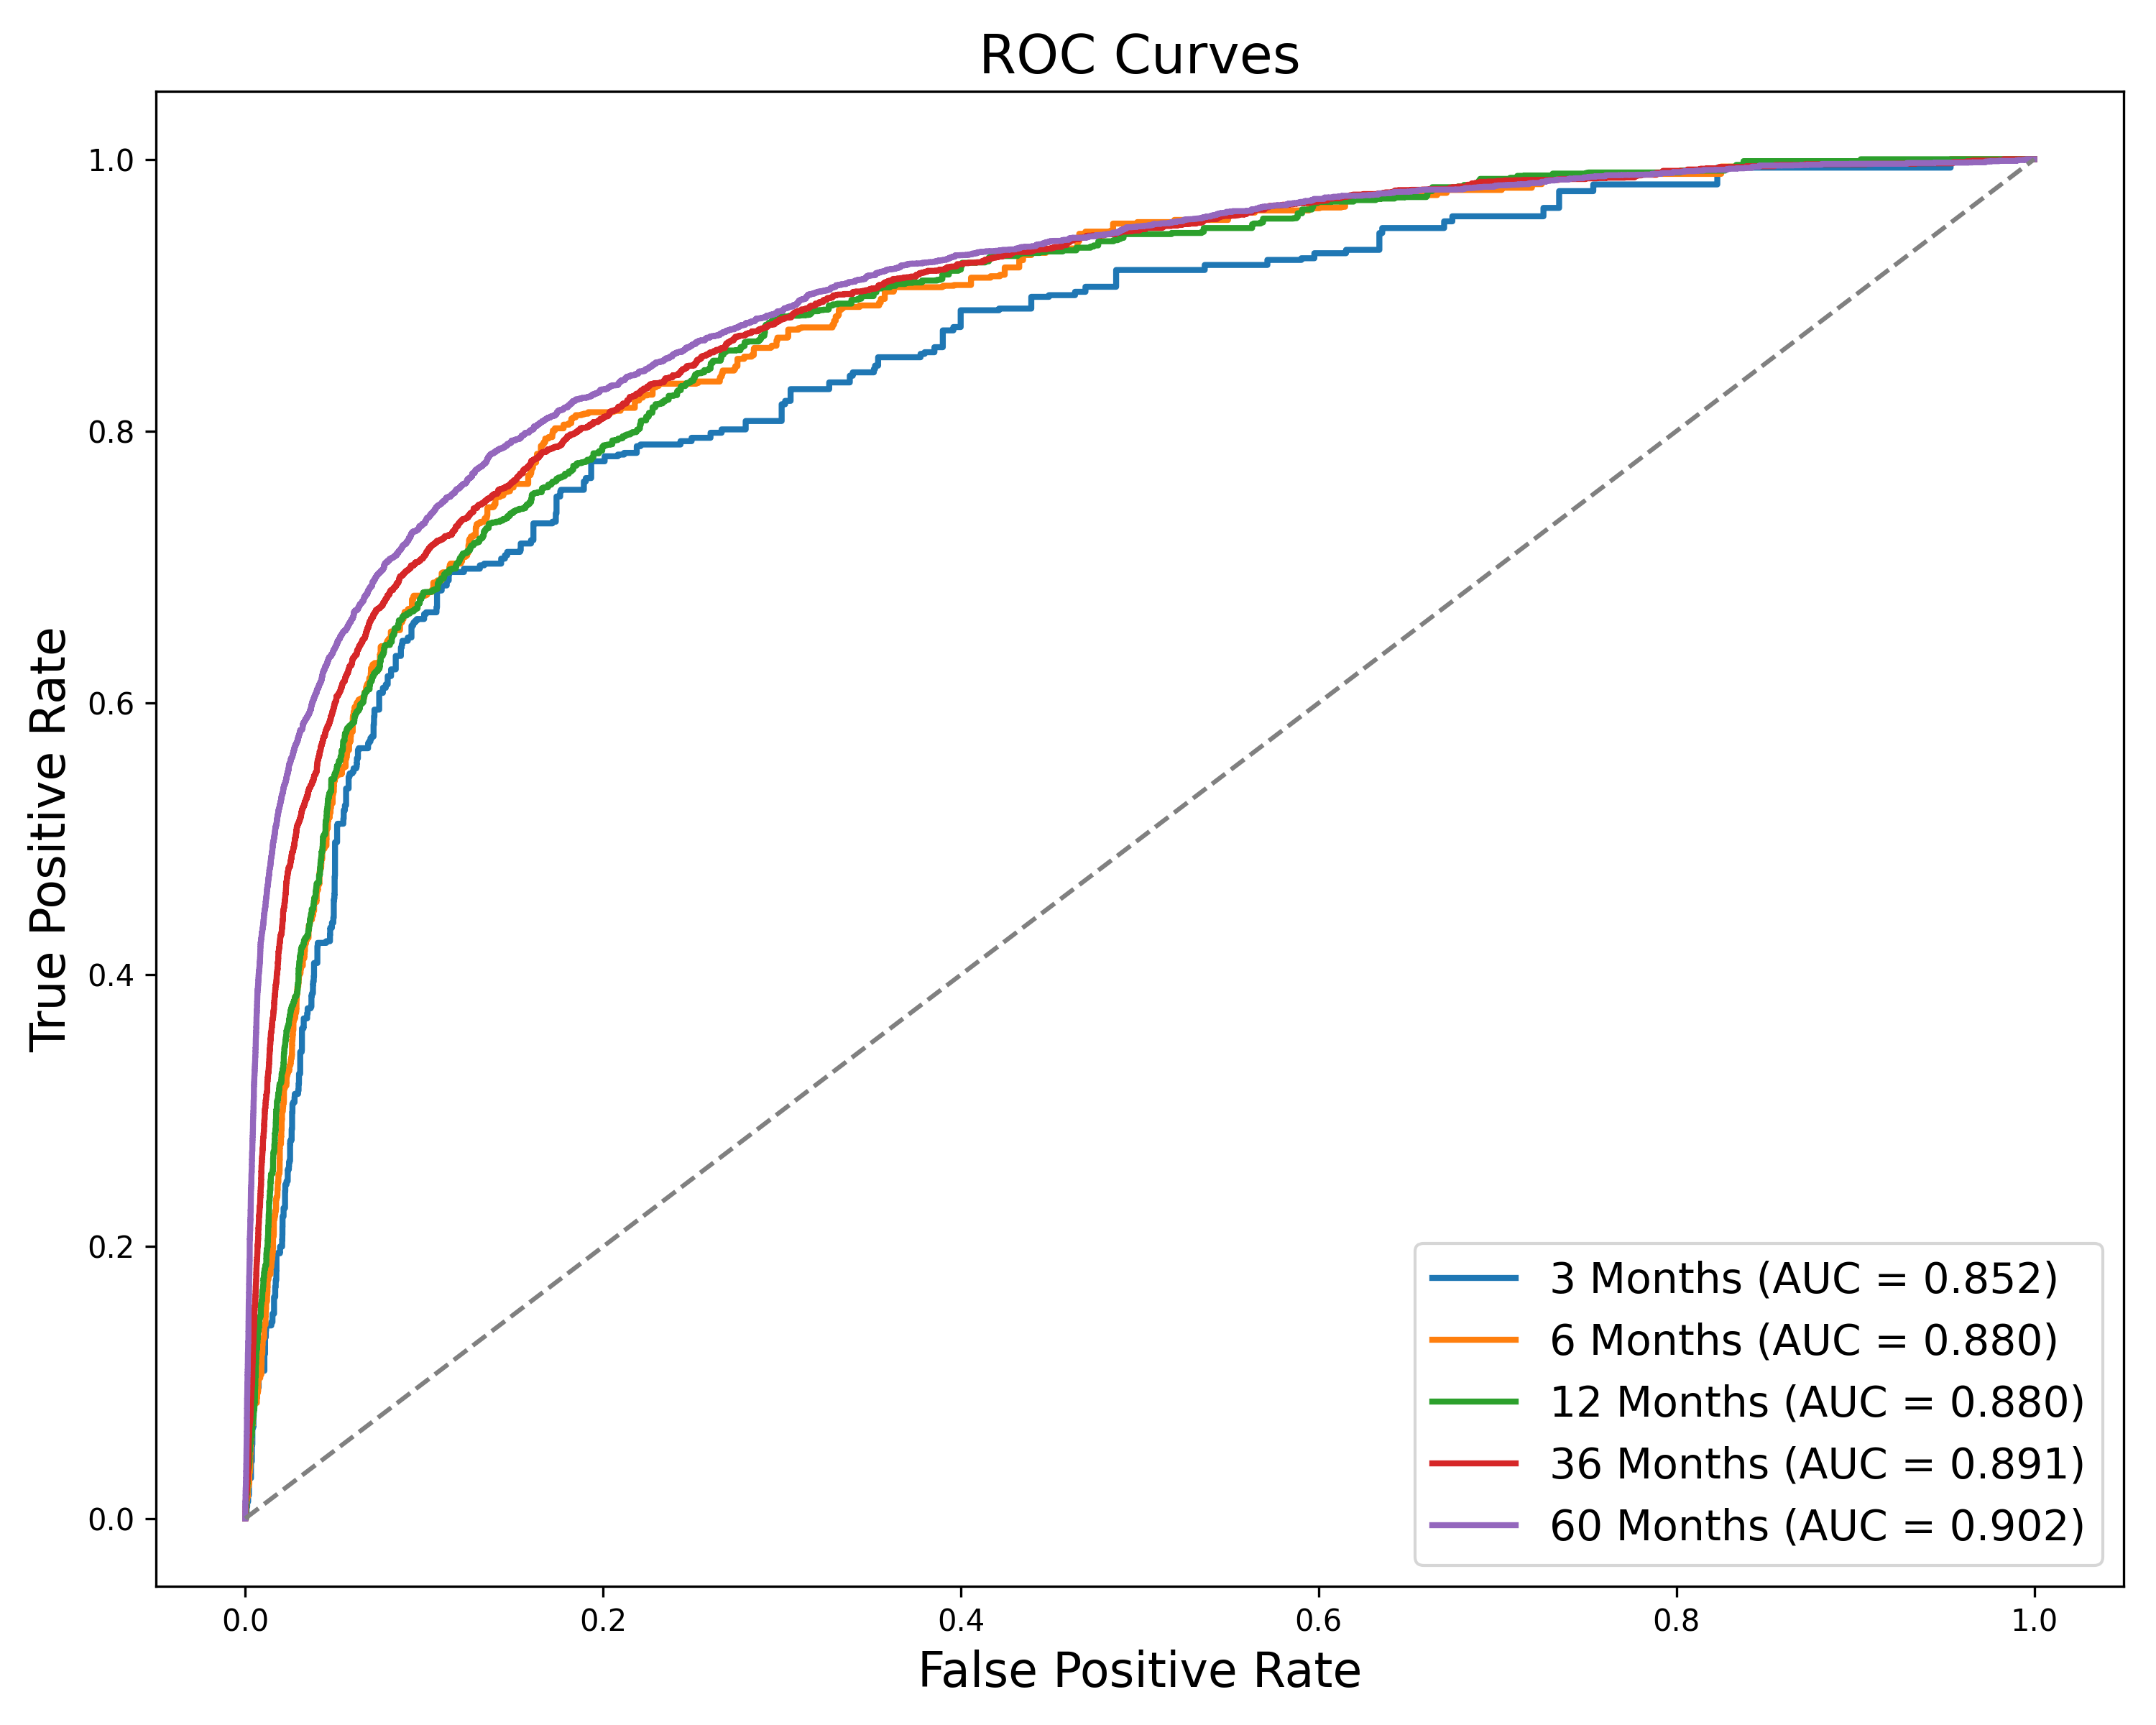 ROC Curves
True Positive Rate
1.0
0.8
0.6
0.4
0.2
0.0
3 Months (AUC = 0.852)
6 Months (AUC = 0.880)
12 Months (AUC = 0.880)
36 Months (AUC = 0.891)
60 Months (AUC = 0.902)
0.0 0.2 0.4 0.6 0.8 1.0
False Positive Rate